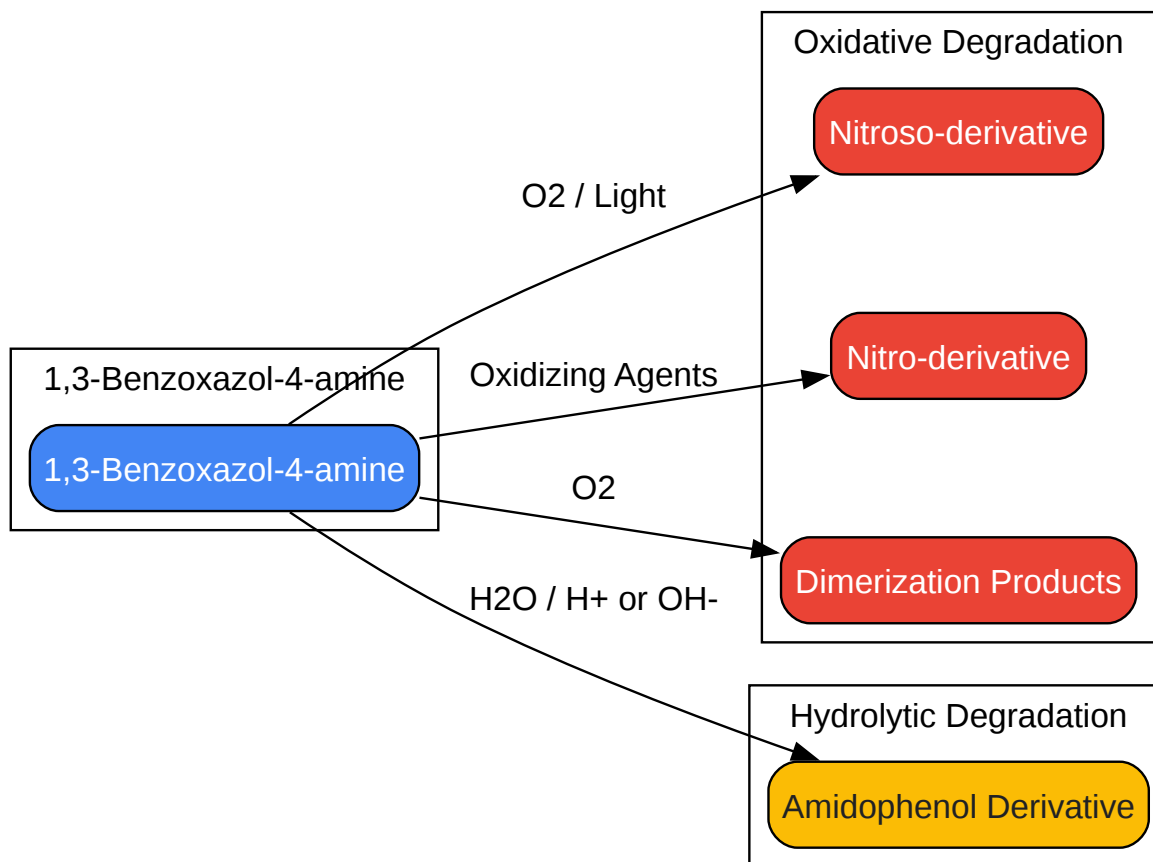 Oxidative Degradation
Nitroso-derivative
O2 / Light
Nitro-derivative
1,3-Benzoxazol-4-amine
Oxidizing Agents
1,3-Benzoxazol-4-amine
O2
Dimerization Products
H2O / H+ or OH-
Hydrolytic Degradation
Amidophenol Derivative